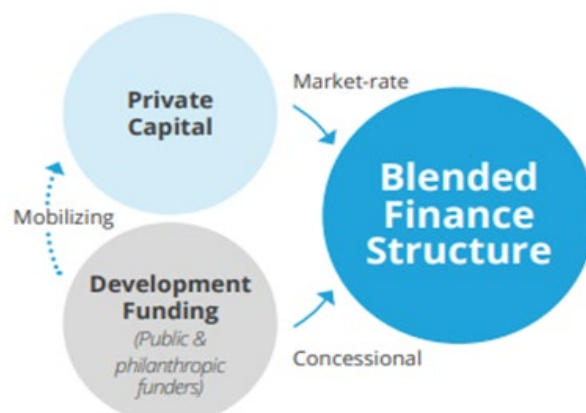 Private
Capital
Market-rate
Blended
Finance
Structure
Mobilizing
Development
Funding
(Public &
philanthropic
funders)
Concessional